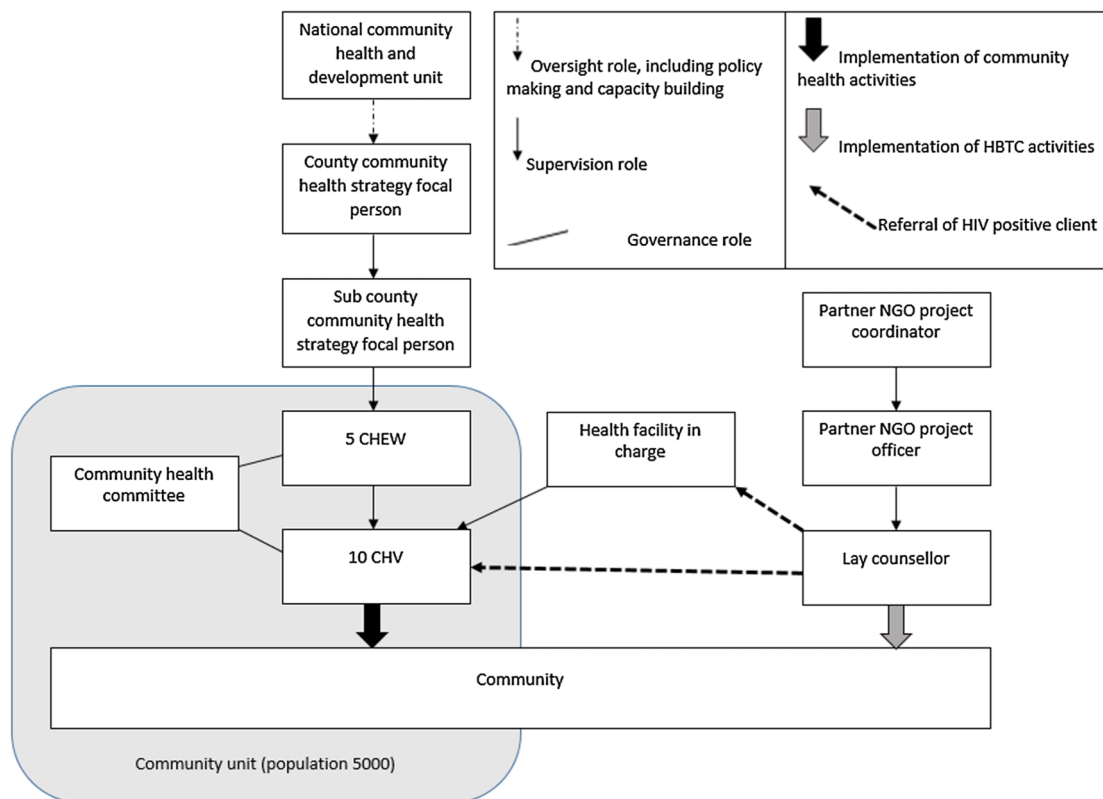 National community
health and
development unit
County community
health strategy focal
person
Sub county
community health
strategy focal person
5 CHEW
Community health
committee
10 CHV
Health facility in
charge
Partner NGO project
coordinator
Partner NGO project
officer
Lay counsellor
Community
Community unit (population 5000)
Oversight role, including policy
making and capacity building
Supervision role
Governance role
Implementation of community
health activities
Implementation of HBTC activities
Referral of HIV positive client